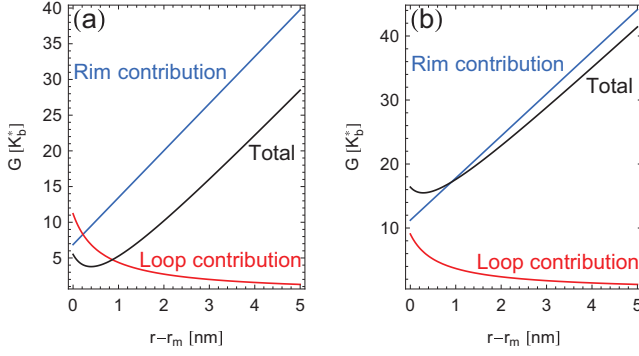 (a)
40
35
30
25
20
15
10
5
G [K*b]
Rim contribution
Total
Loop contribution
0 1 2 3 4 5
r−rm [nm]
(b)
40
30
20
10
G [K*b]
Rim contribution
Total
Loop contribution
0 1 2 3 4 5
r−rm [nm]